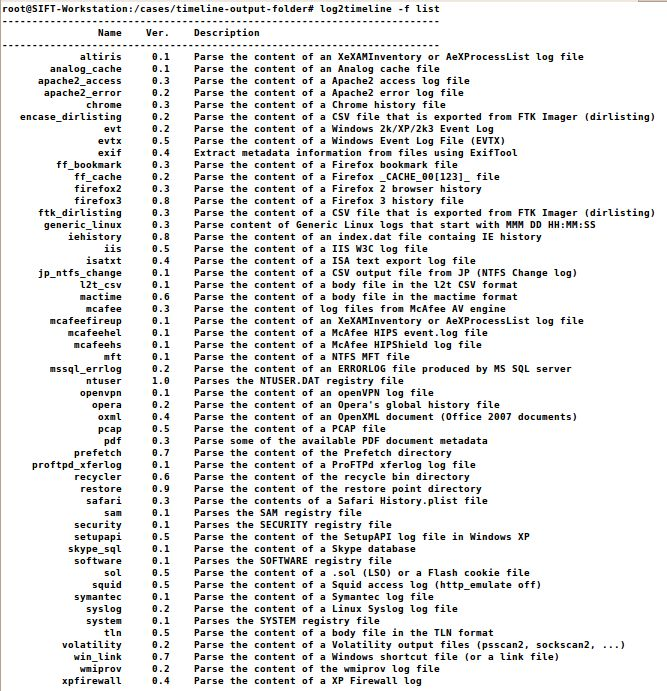 root@SIFT-Workstation:/cases/timeline-output-folder# log2timeline -f list
-------------------------------------------------------------------------
Name Ver. Description
-------------------------------------------------------------------------
altiris 0.1 Parse the content of an XeXAMInventory or AeXProcessList log file
analog_cache 0.1 Parse the content of an Analog cache file
apache2_access 0.3 Parse the content of a Apache2 access log file
apache2_error 0.2 Parse the content of a Apache2 error log file
chrome 0.3 Parse the content of a Chrome history file
encase_dirlisting 0.2 Parse the content of a CSV file that is exported from FTK Imager (dirlisting)
evt 0.2 Parse the content of a Windows 2k/XP/2k3 Event Log
evtx 0.5 Parse the content of a Windows Event Log File (EVTX)
exif 0.4 Extract metadata information from files using ExifTool
ff_bookmark 0.3 Parse the content of a Firefox bookmark file
ff_cache 0.2 Parse the content of a Firefox _CACHE_00[123]_ file
firefox2 0.3 Parse the content of a Firefox 2 browser history
firefox3 0.8 Parse the content of a Firefox 3 history file
ftk_dirlisting 0.3 Parse the content of a CSV file that is exported from FTK Imager (dirlisting)
generic_linux 0.3 Parse content of Generic Linux logs that start with MMM DD HH:MM:SS
iehistory 0.8 Parse the content of an index.dat file containg IE history
iis 0.5 Parse the content of a IIS W3C log file
isatxt 0.4 Parse the content of a ISA text export log file
jp_ntfs_change 0.1 Parse the content of a CSV output file from JP (NTFS Change log)
l2t_csv 0.1 Parse the content of a body file in the l2t CSV format
mactime 0.6 Parse the content of a body file in the mactime format
mcafee 0.3 Parse the content of log files from McAfee AV engine
mcafeefireup 0.1 Parse the content of an XeXAMInventory or AeXProcessList log file
mcafeehel 0.1 Parse the content of a McAfee HIPS event.log file
mcafeehs 0.1 Parse the content of a McAfee HIPShield log file
mft 0.1 Parse the content of a NTFS MFT file
mssql_errlog 0.2 Parse the content of an ERRORLOG file produced by MS SQL server
ntuser 1.0 Parses the NTUSER.DAT registry file
openvpn 0.1 Parse the content of an openVPN log file
opera 0.2 Parse the content of an Opera's global history file
oxml 0.4 Parse the content of an OpenXML document (Office 2007 documents)
pcap 0.5 Parse the content of a PCAP file
pdf 0.3 Parse some of the available PDF document metadata
prefetch 0.7 Parse the content of the Prefetch directory
proftpd_xferlog 0.1 Parse the content of a ProFTPd xferlog log file
recycler 0.6 Parse the content of the recycle bin directory
restore 0.9 Parse the content of the restore point directory
safari 0.3 Parse the contents of a Safari History.plist file
sam 0.1 Parses the SAM registry file
security 0.1 Parses the SECURITY registry file
setupapi 0.5 Parse the content of the SetupAPI log file in Windows XP
skype_sql 0.1 Parse the content of a Skype database
software 0.1 Parses the SOFTWARE registry file
sol 0.5 Parse the content of a .sol (LSO) or a Flash cookie file
squid 0.5 Parse the content of a Squid access log (http_emulate off)
symantec 0.1 Parse the content of a Symantec log file
syslog 0.2 Parse the content of a Linux Syslog log file
system 0.1 Parses the SYSTEM registry file
tln 0.5 Parse the content of a body file in the TLN format
volatility 0.2 Parse the content of a Volatility output files (psscan2, sockscan2, ...)
win_link 0.7 Parse the content of a Windows shortcut file (or a link file)
wmiprov 0.2 Parse the content of the wmiprov log file
xpfirewall 0.4 Parse the content of a XP Firewall log